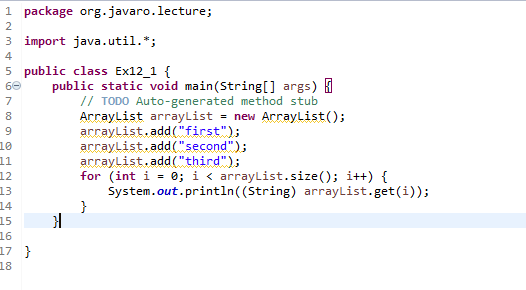 1 package org.javaro.lecture;
2
3 import java.util.*;
4
5 public class Ex12_1 {
6     public static void main(String[] args) {
7         // TODO Auto-generated method stub
8         ArrayList arrayList = new ArrayList();
9         arrayList.add("first");
10         arrayList.add("second");
11         arrayList.add("third");
12         for (int i = 0; i < arrayList.size(); i++) {
13             System.out.println((String) arrayList.get(i));
14         }
15     }
16
17 }
18